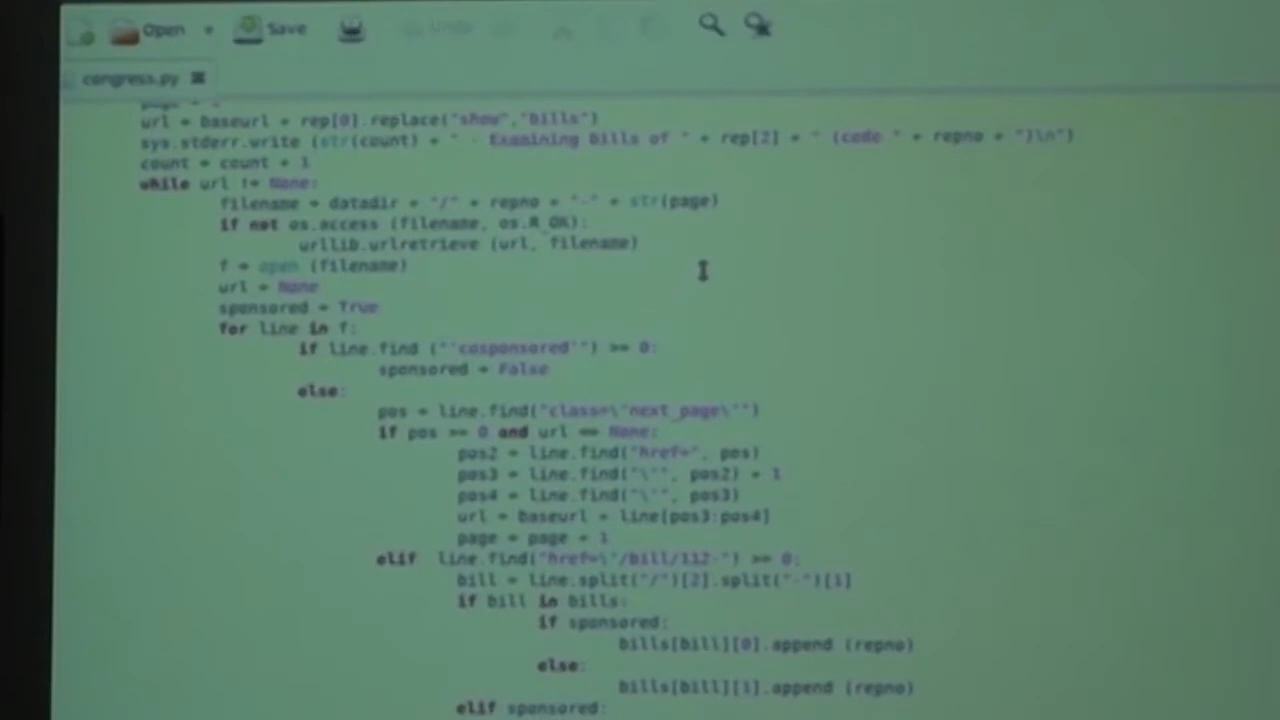 Open Save Undo
congress.py
url = baseurl + rep[0].replace("show","bills")
sys.stderr.write (str(count) + " - Examining bills of " + rep[2] + " (code " + repno + ")\n")
count = count + 1
while url != None:
filename = datadir + "/" + repno + "-" + str(page)
if not os.access (filename, os.R_OK):
urllib.urlretrieve (url, filename)
f = open (filename)
url = None
sponsored = True
for line in f:
if line.find ("'cosponsored'") >= 0:
sponsored = False
else:
pos = line.find("class=\"next_page\"")
if pos >= 0 and url == None:
pos2 = line.find("href=", pos)
pos3 = line.find("\"", pos2) + 1
pos4 = line.find("\"", pos3)
url = baseurl + line[pos3:pos4]
page = page + 1
elif line.find("href=\"/bill/112-") >= 0:
bill = line.split("/")[2].split("-")[1]
if bill in bills:
if sponsored:
bills[bill][0].append (repno)
else:
bills[bill][1].append (repno)
elif sponsored: